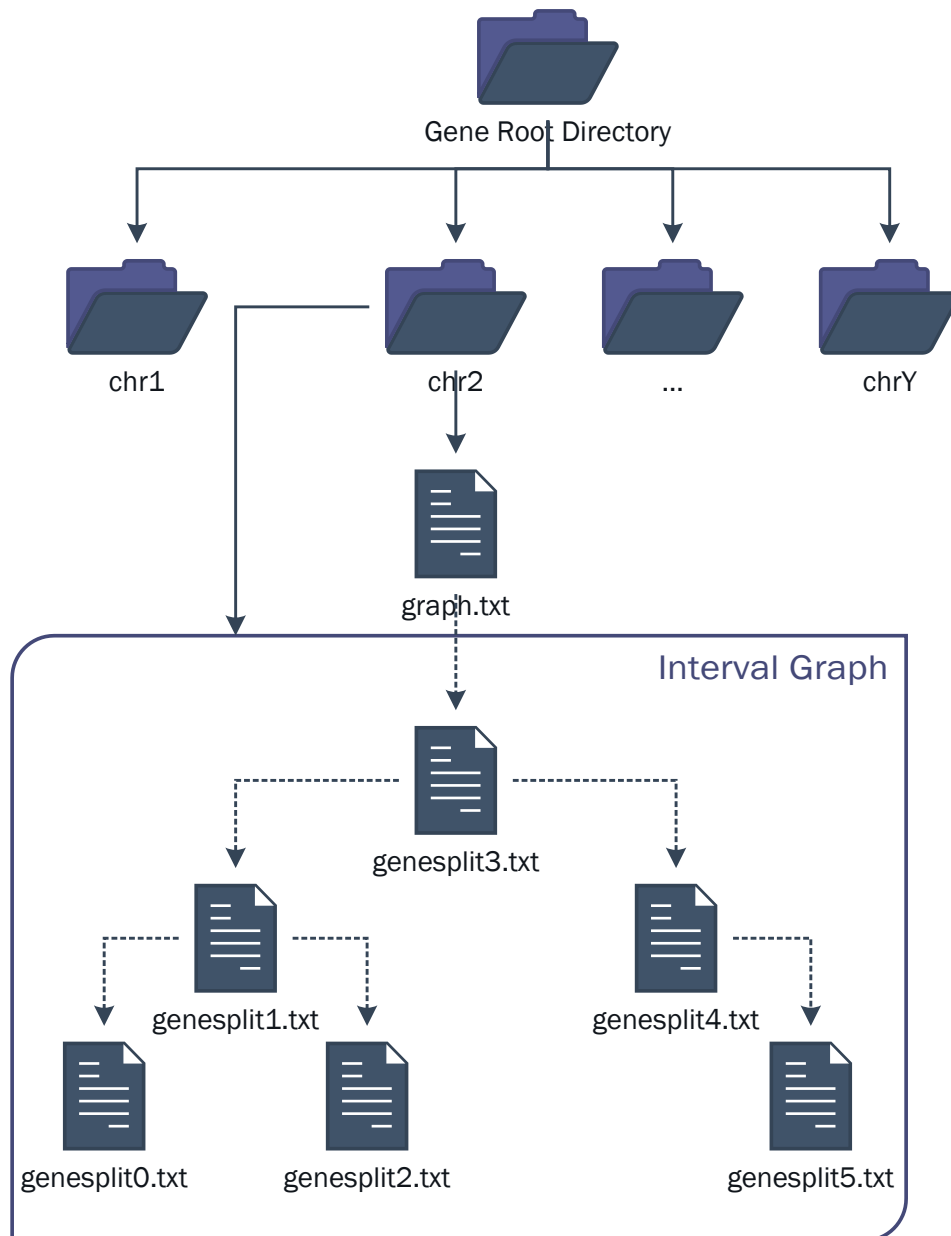 Gene Root Directory
chr1
chr2
...
chrY
graph.txt
Interval Graph
genesplit3.txt
genesplit1.txt
genesplit4.txt
genesplit0.txt
genesplit2.txt
genesplit5.txt